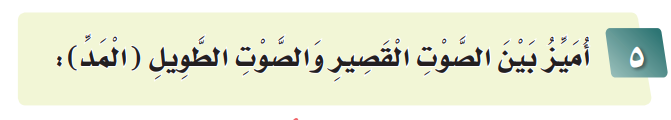 ٥ أُمَيِّزُ بَيْنَ الصَّوْتِ الْقَصِيرِ وَالصَّوْتِ الطَّوِيلِ (الْمَدِّ):